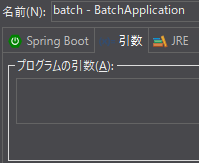 名前(N): batch - BatchApplication
Spring Boot 引数 JRE
プログラムの引数(A):